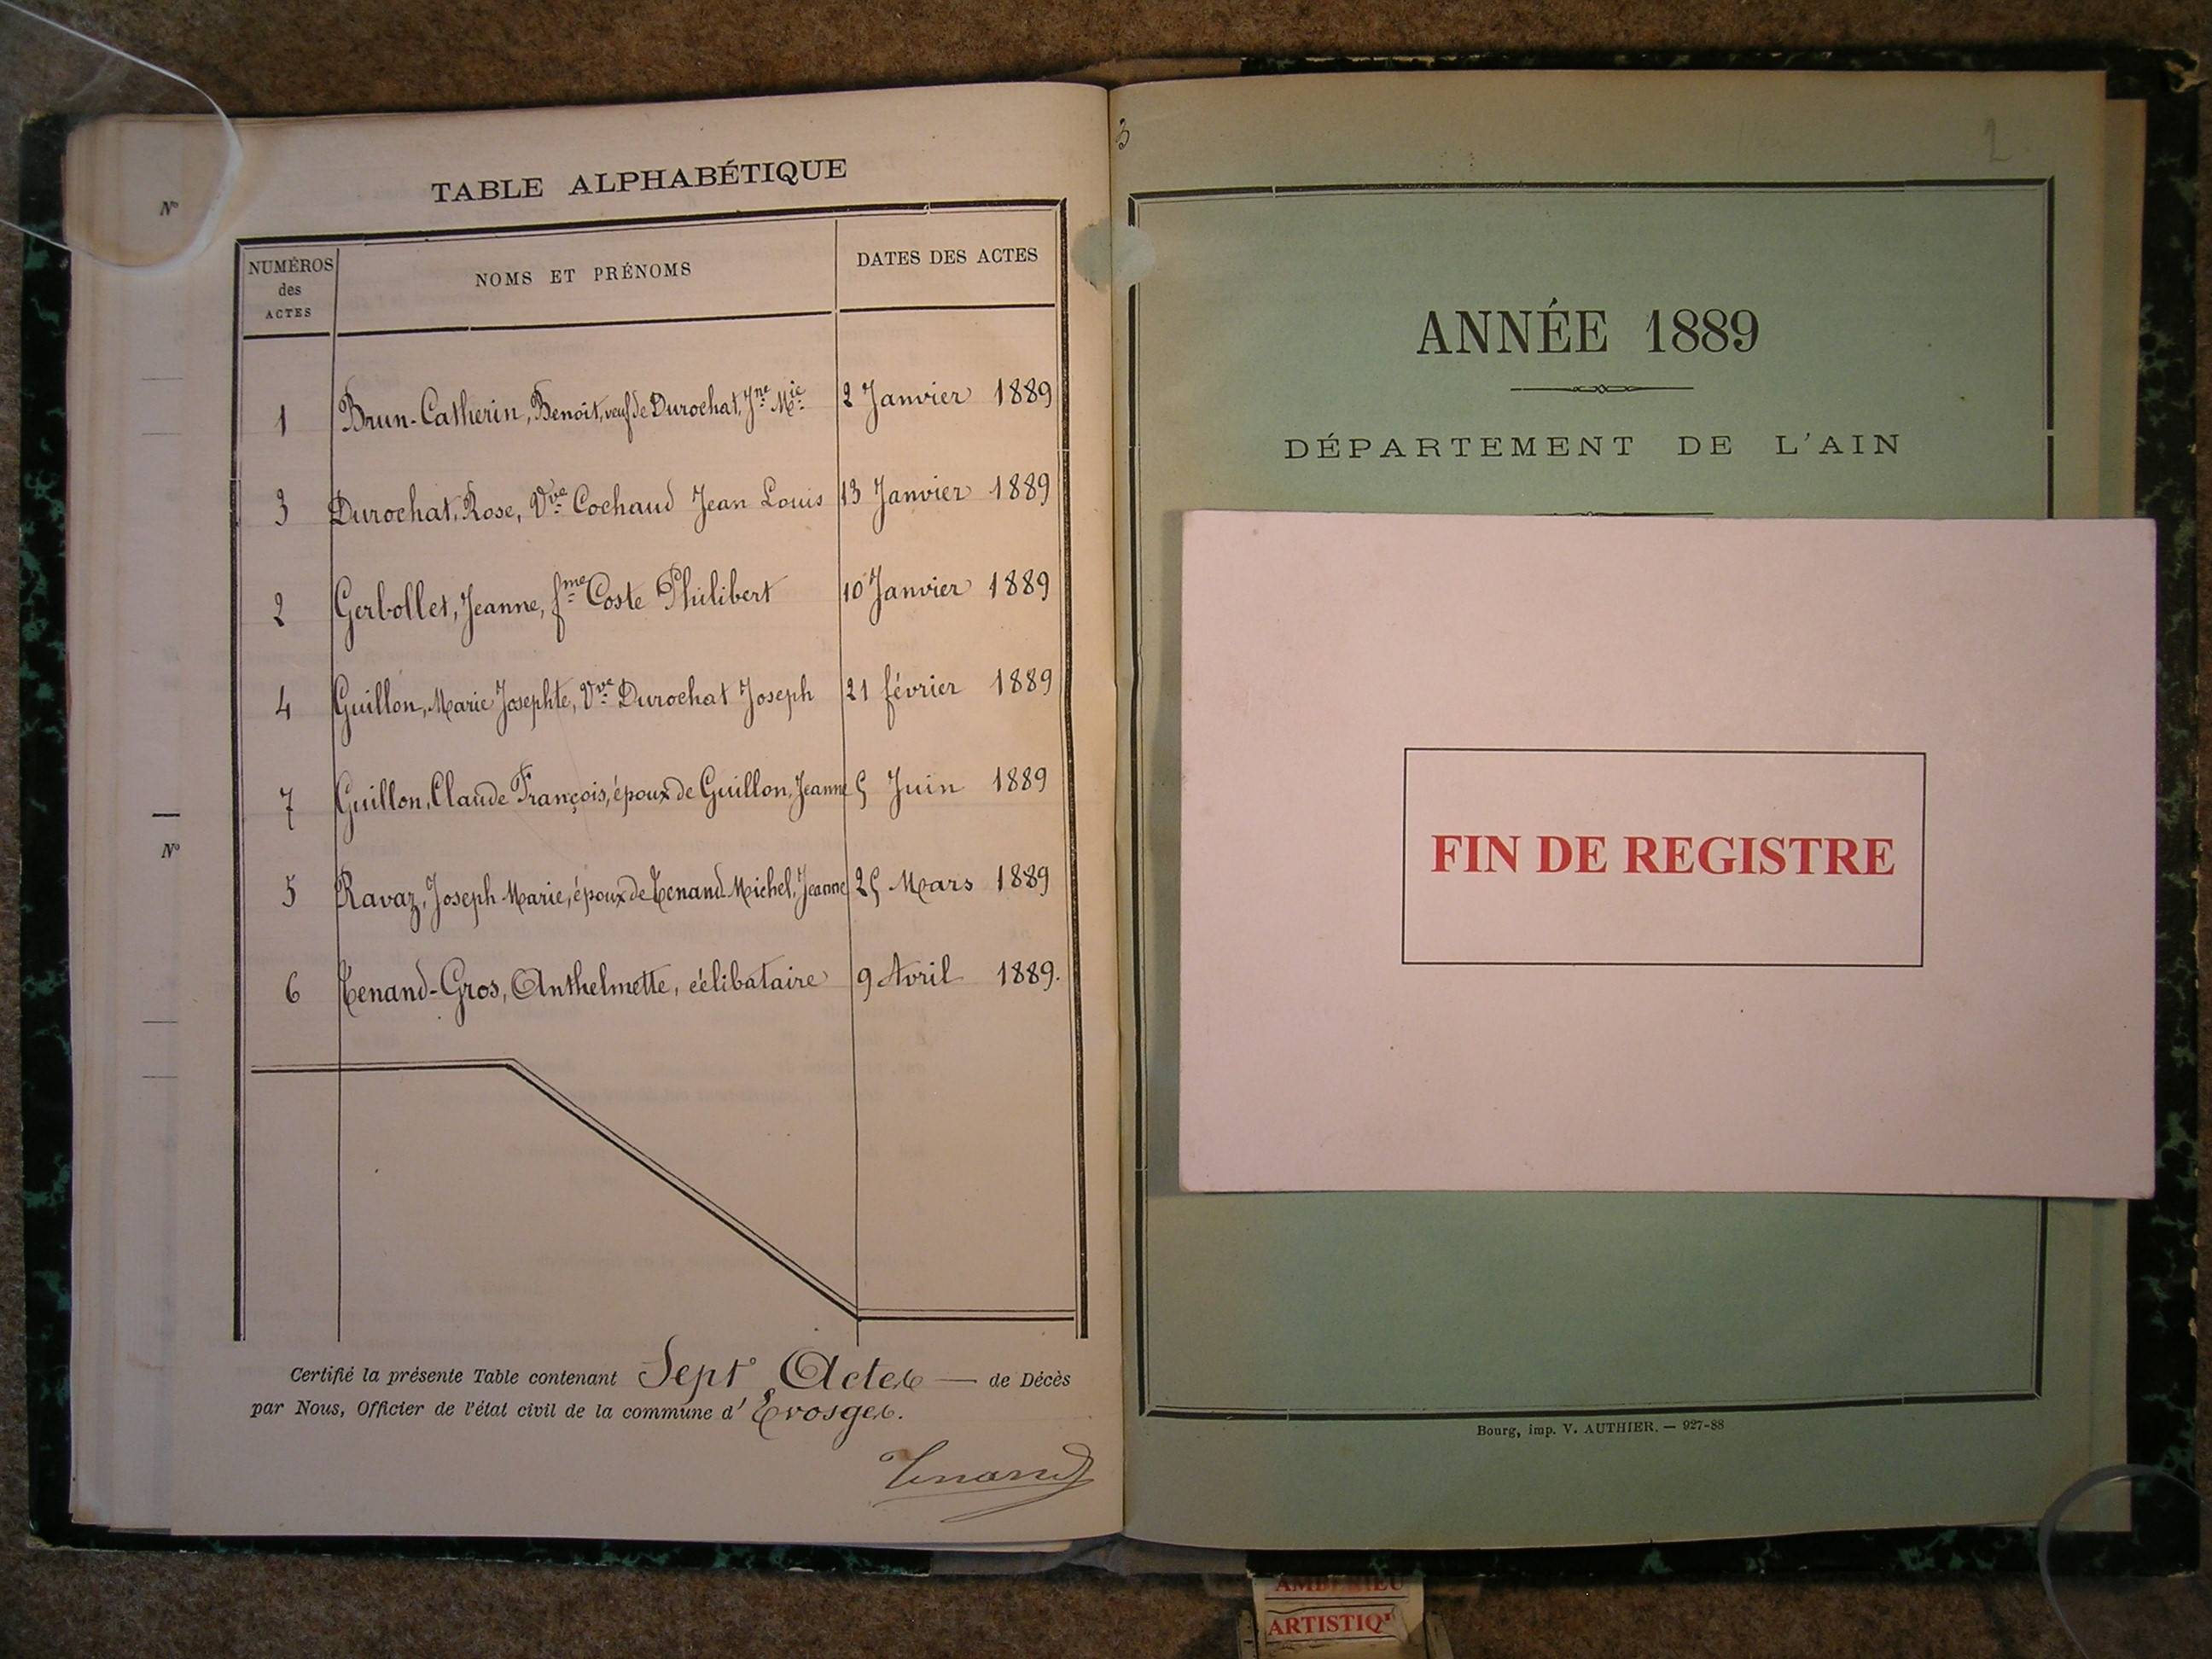 TABLE ALPHABÉTIQUE
NUMÉROS des ACTES
NOMS ET PRÉNOMS
DATES DES ACTES
1 Brun-Catherin, Benoit, veuf de Durochat, Jne Mie 2 Janvier 1889
3 Durochat, Rose, Vve Cochaud Jean Louis 13 Janvier 1889
2 Gerbollet, Jeanne, fme Coste Philibert 10 Janvier 1889
4 Guillon, Marie Josephte, Vve Durochat Joseph 21 février 1889
7 Guillon, Claude François, époux de Guillon, Jeanne 5 Juin 1889
5 Ravaz, Joseph Marie, époux de Tenand-Michel, Jeanne 25 Mars 1889
6 Tenand-Gros, Anthelmette, célibataire 9 Avril 1889.
Certifié la présente Table contenant Sept Actes — de Décès
par Nous, Officier de l'état civil de la commune d' Evosges.
Tenand
N°
N°
3
2
ANNÉE 1889
DÉPARTEMENT DE L'AIN
FIN DE REGISTRE
Bourg, imp. V. AUTHIER. — 927-88